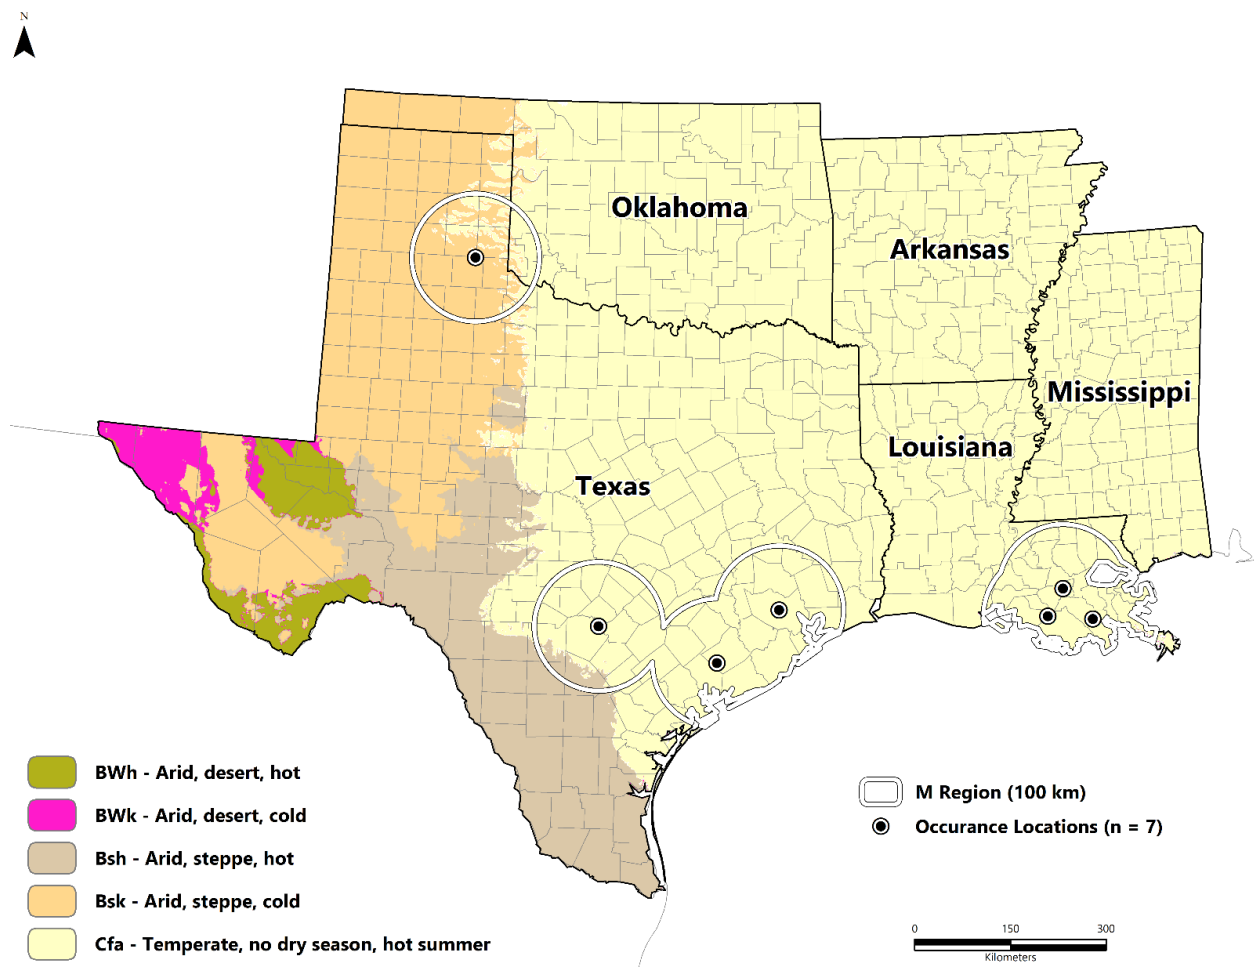 N
Oklahoma
Arkansas
Mississippi
Louisiana
Texas
BWh - Arid, desert, hot
BWk - Arid, desert, cold
Bsh - Arid, steppe, hot
Bsk - Arid, steppe, cold
Cfa - Temperate, no dry season, hot summer
M Region (100 km)
Occurance Locations (n = 7)
0 150 300
Kilometers